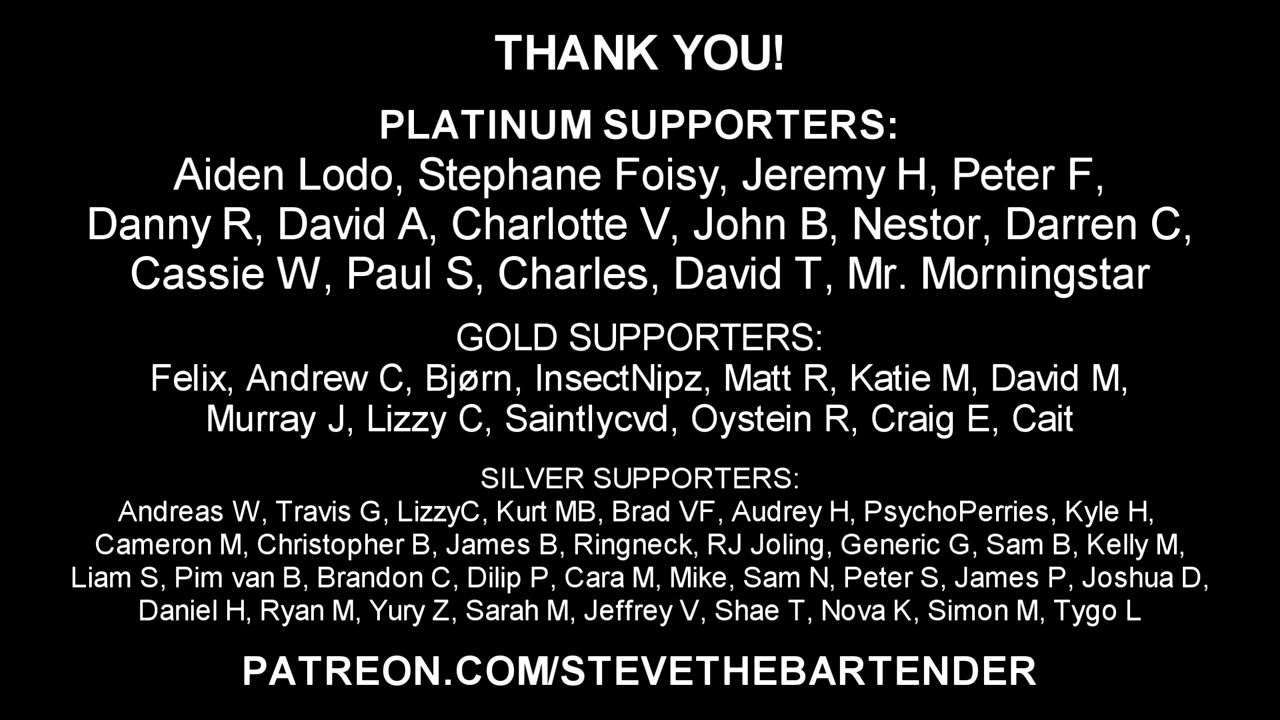 THANK YOU!
PLATINUM SUPPORTERS:
Aiden Lodo, Stephane Foisy, Jeremy H, Peter F,
Danny R, David A, Charlotte V, John B, Nestor, Darren C,
Cassie W, Paul S, Charles, David T, Mr. Morningstar
GOLD SUPPORTERS:
Felix, Andrew C, Bjørn, InsectNipz, Matt R, Katie M, David M,
Murray J, Lizzy C, Saintlycvd, Oystein R, Craig E, Cait
SILVER SUPPORTERS:
Andreas W, Travis G, LizzyC, Kurt MB, Brad VF, Audrey H, PsychoPerries, Kyle H,
Cameron M, Christopher B, James B, Ringneck, RJ Joling, Generic G, Sam B, Kelly M,
Liam S, Pim van B, Brandon C, Dilip P, Cara M, Mike, Sam N, Peter S, James P, Joshua D,
Daniel H, Ryan M, Yury Z, Sarah M, Jeffrey V, Shae T, Nova K, Simon M, Tygo L
PATREON.COM/STEVETHEBARTENDER